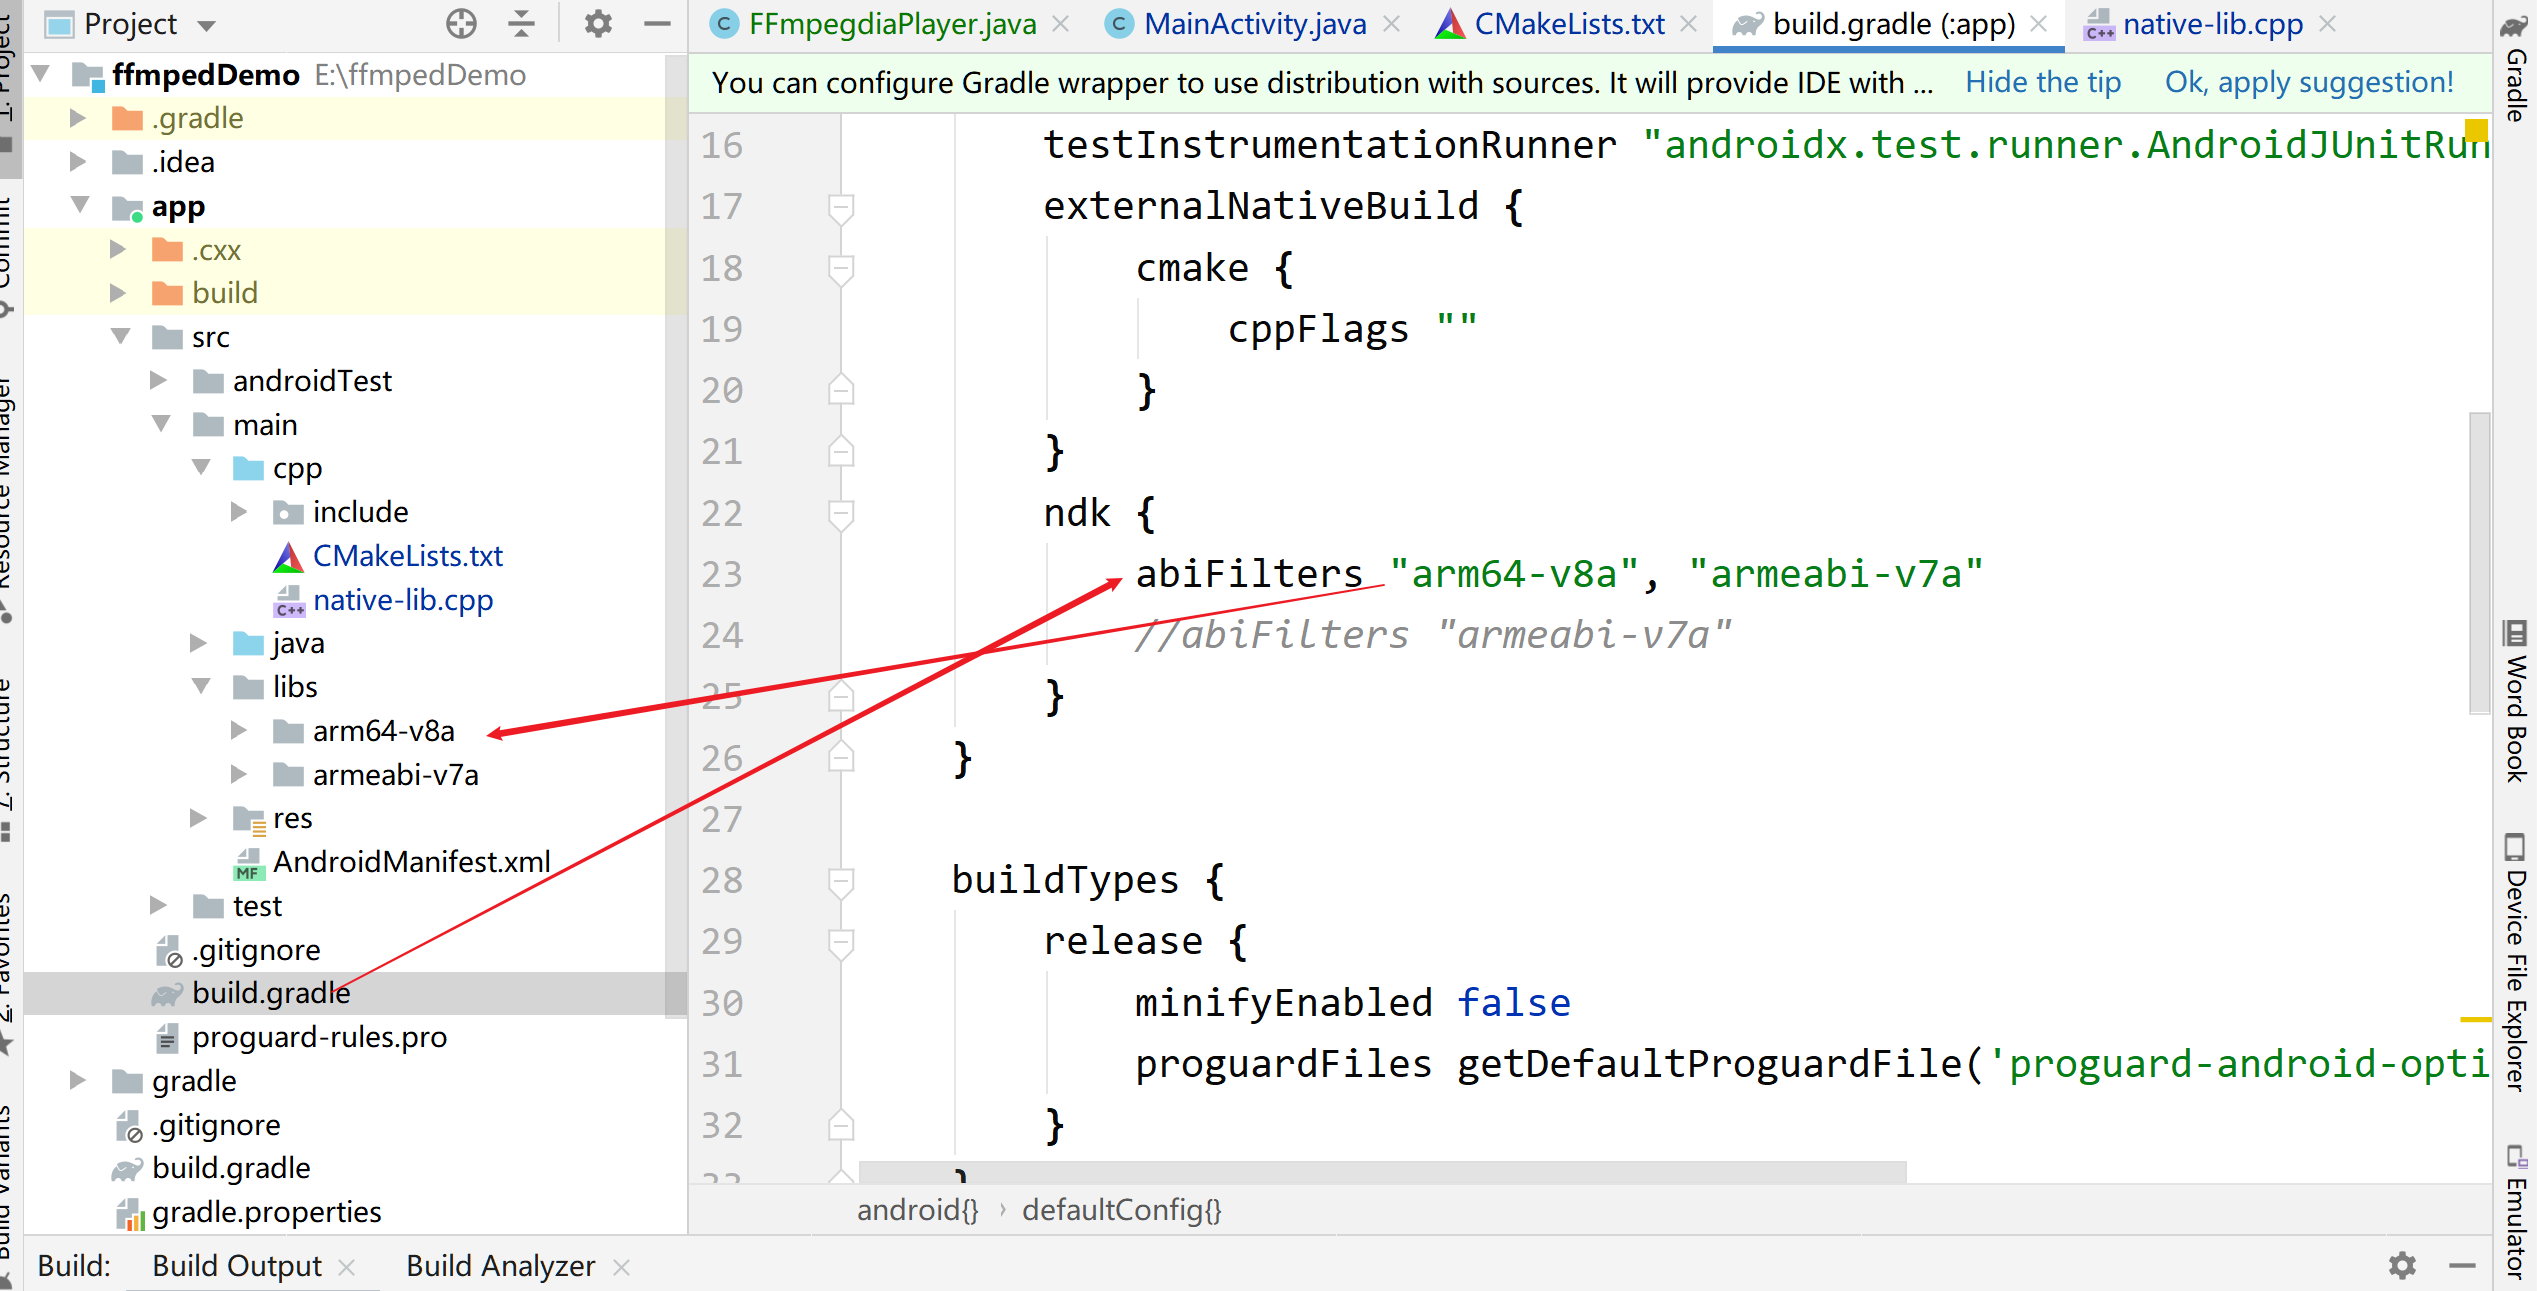 Project
FFmpegdiaPlayer.java
MainActivity.java
CMakeLists.txt
build.gradle (:app)
native-lib.cpp
You can configure Gradle wrapper to use distribution with sources. It will provide IDE with ...
Hide the tip
Ok, apply suggestion!
1: Project
Commit
Resource Manager
7: Structure
2: Favorites
Build Variants
ffmpedDemo E:\ffmpedDemo
.gradle
.idea
app
.cxx
build
src
androidTest
main
cpp
include
CMakeLists.txt
native-lib.cpp
java
libs
arm64-v8a
armeabi-v7a
res
AndroidManifest.xml
test
.gitignore
build.gradle
proguard-rules.pro
gradle
.gitignore
build.gradle
gradle.properties
16 testInstrumentationRunner "androidx.test.runner.AndroidJUnitRun
17 externalNativeBuild {
18 cmake {
19 cppFlags ""
20 }
21 }
22 ndk {
23 abiFilters "arm64-v8a", "armeabi-v7a"
24 //abiFilters "armeabi-v7a"
25 }
26 }
27
28 buildTypes {
29 release {
30 minifyEnabled false
31 proguardFiles getDefaultProguardFile('proguard-android-opti
32 }
33 }
android{} › defaultConfig{}
Gradle
Word Book
Device File Explorer
Emulator
Build:
Build Output
Build Analyzer